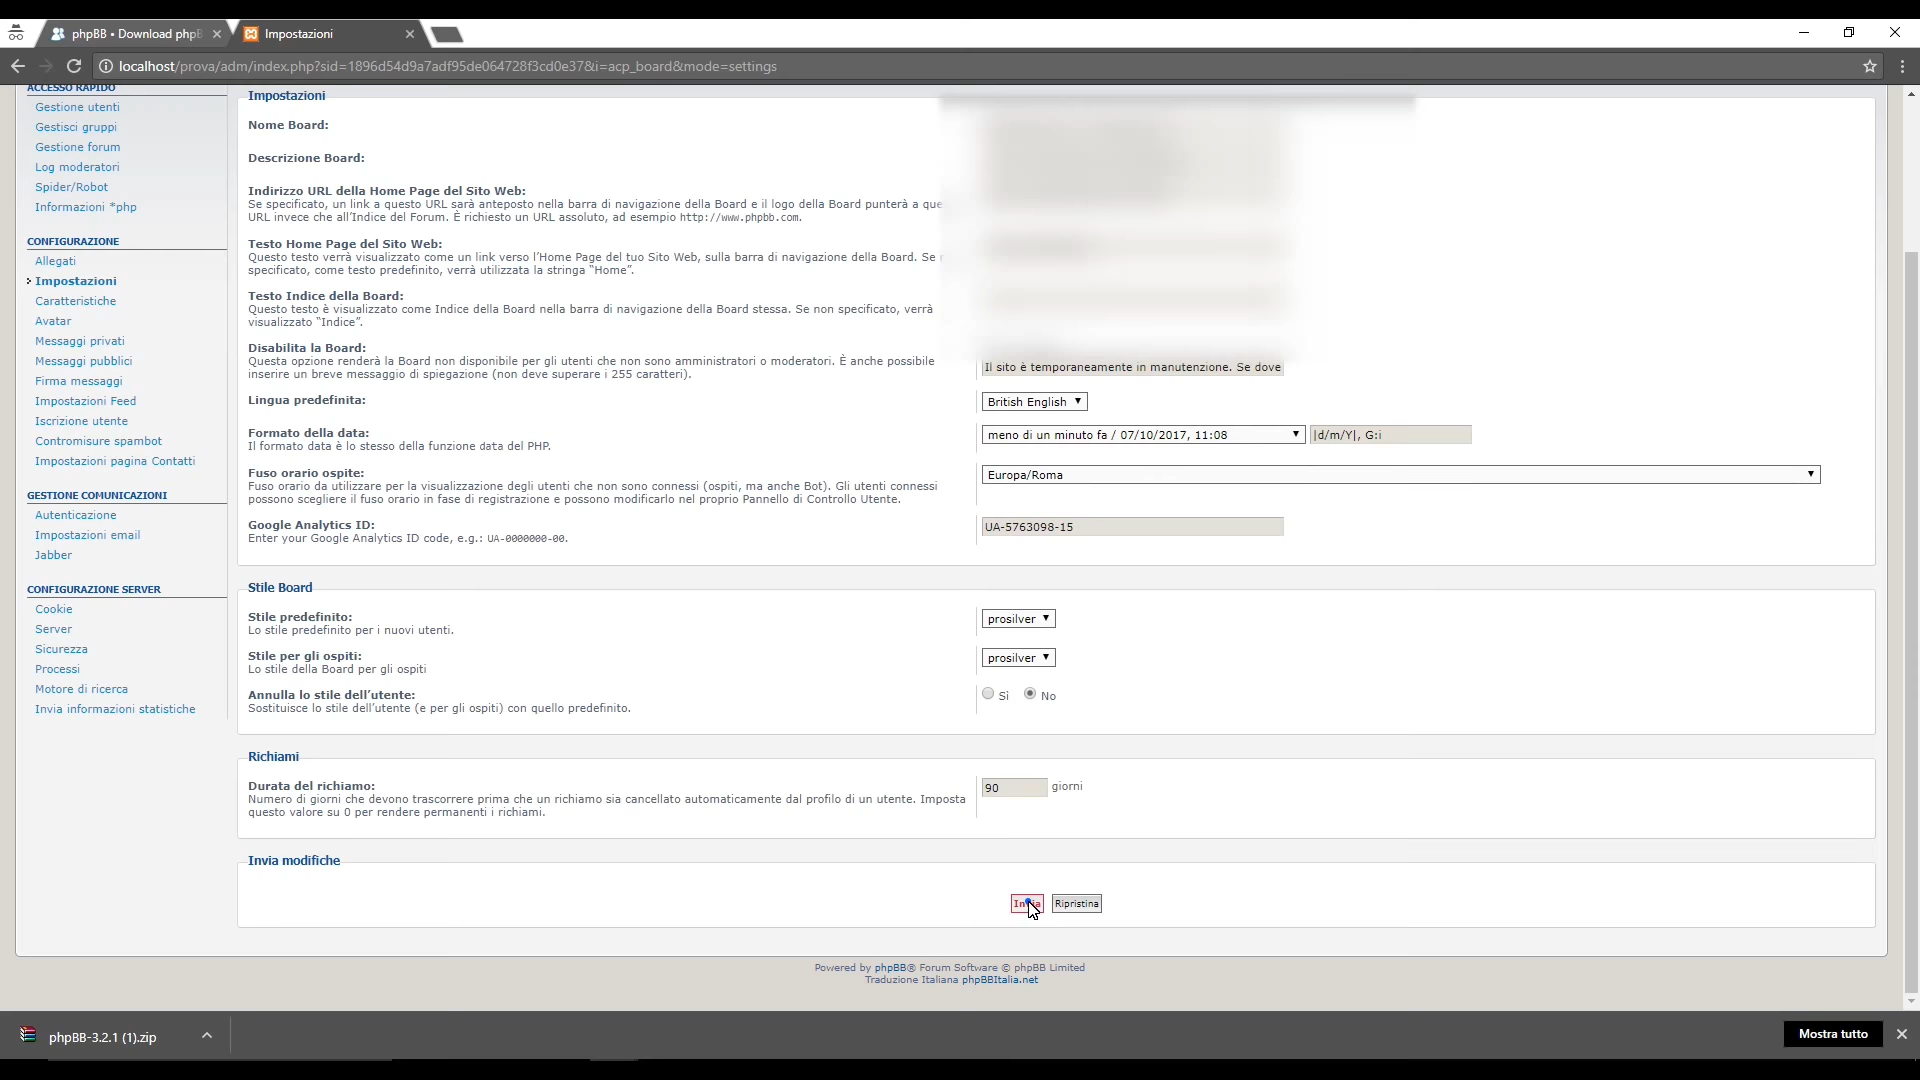 phpBB • Download phpB
Impostazioni
localhost/prova/adm/index.php?sid=1896d54d9a7adf95de064728f3cd0e37&i=acp_board&mode=settings
ACCESSO RAPIDO
Gestione utenti
Gestisci gruppi
Gestione forum
Log moderatori
Spider/Robot
Informazioni *php
CONFIGURAZIONE
Allegati
Impostazioni
Caratteristiche
Avatar
Messaggi privati
Messaggi pubblici
Firma messaggi
Impostazioni Feed
Iscrizione utente
Contromisure spambot
Impostazioni pagina Contatti
GESTIONE COMUNICAZIONI
Autenticazione
Impostazioni email
Jabber
CONFIGURAZIONE SERVER
Cookie
Server
Sicurezza
Processi
Motore di ricerca
Invia informazioni statistiche
Impostazioni
Nome Board:
Descrizione Board:
Indirizzo URL della Home Page del Sito Web:
Se specificato, un link a questo URL sarà anteposto nella barra di navigazione della Board e il logo della Board punterà a que
URL invece che all'Indice del Forum. È richiesto un URL assoluto, ad esempio http://www.phpbb.com.
Testo Home Page del Sito Web:
Questo testo verrà visualizzato come un link verso l'Home Page del tuo Sito Web, sulla barra di navigazione della Board. Se
specificato, come testo predefinito, verrà utilizzata la stringa "Home".
Testo Indice della Board:
Questo testo è visualizzato come Indice della Board nella barra di navigazione della Board stessa. Se non specificato, verrà
visualizzato "Indice".
Disabilita la Board:
Questa opzione renderà la Board non disponibile per gli utenti che non sono amministratori o moderatori. È anche possibile
inserire un breve messaggio di spiegazione (non deve superare i 255 caratteri).
Il sito è temporaneamente in manutenzione. Se dove
Lingua predefinita:
British English
Formato della data:
Il formato data è lo stesso della funzione data del PHP.
meno di un minuto fa / 07/10/2017, 11:08
|d/m/Y|, G:i
Fuso orario ospite:
Fuso orario da utilizzare per la visualizzazione degli utenti che non sono connessi (ospiti, ma anche Bot). Gli utenti connessi
possono scegliere il fuso orario in fase di registrazione e possono modificarlo nel proprio Pannello di Controllo Utente.
Europa/Roma
Google Analytics ID:
Enter your Google Analytics ID code, e.g.: UA-0000000-00.
UA-5763098-15
Stile Board
Stile predefinito:
Lo stile predefinito per i nuovi utenti.
prosilver
Stile per gli ospiti:
Lo stile della Board per gli ospiti
prosilver
Annulla lo stile dell'utente:
Sostituisce lo stile dell'utente (e per gli ospiti) con quello predefinito.
Sì No
Richiami
Durata del richiamo:
Numero di giorni che devono trascorrere prima che un richiamo sia cancellato automaticamente dal profilo di un utente. Imposta
questo valore su 0 per rendere permanenti i richiami.
90 giorni
Invia modifiche
Invia Ripristina
Powered by phpBB® Forum Software © phpBB Limited
Traduzione Italiana phpBBItalia.net
phpBB-3.2.1 (1).zip
Mostra tutto